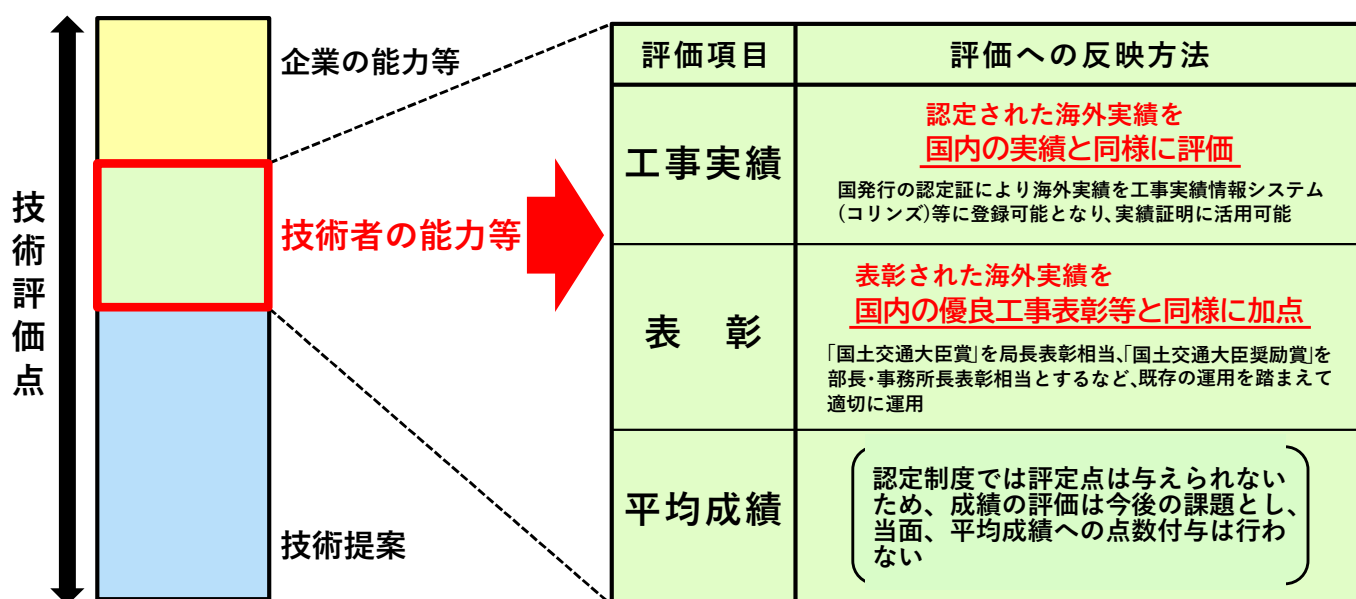 技術評価点
企業の能力等
技術者の能力等
技術提案
評価項目
評価への反映方法
工事実績
認定された海外実績を
国内の実績と同様に評価
国発行の認定証により海外実績を工事実績情報システム
(コリンズ)等に登録可能となり、実績証明に活用可能
表 彰
表彰された海外実績を
国内の優良工事表彰等と同様に加点
「国土交通大臣賞」を局長表彰相当、「国土交通大臣奨励賞」を
部長・事務所長表彰相当とするなど、既存の運用を踏まえて
適切に運用
平均成績
認定制度では評定点は与えられない
ため、成績の評価は今後の課題とし、
当面、平均成績への点数付与は行わ
ない